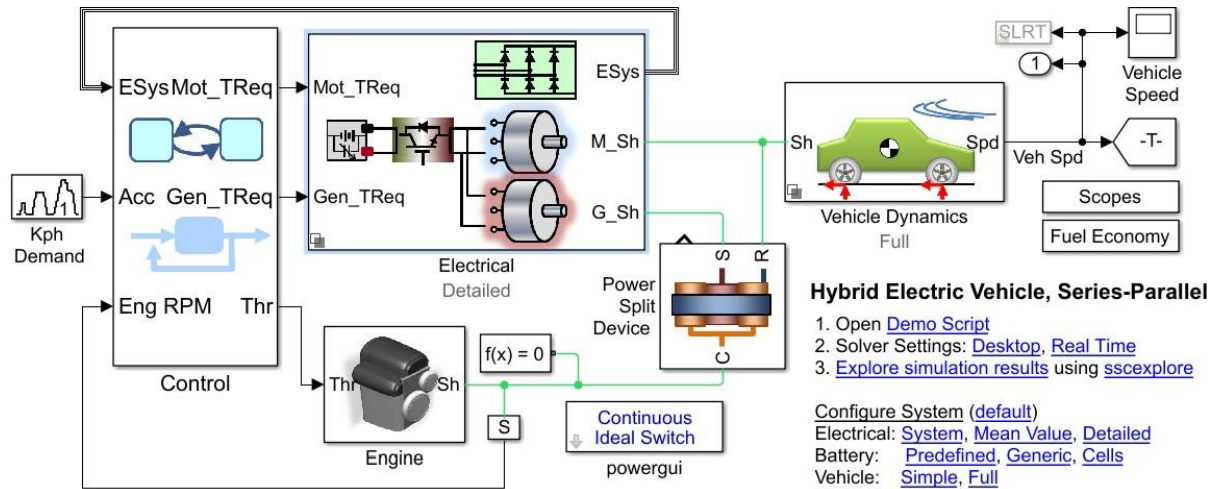 ESys
Mot_TReq
Acc
Gen_TReq
Eng RPM
Thr
Control
1
Kph
Demand
Mot_TReq
Gen_TReq
ESys
M_Sh
G_Sh
Electrical
Detailed
Thr
Sh
Engine
f(x) = 0
S
Continuous
Ideal Switch
powergui
S
R
C
Power
Split
Device
Sh
Spd
Vehicle Dynamics
Full
Veh Spd
SLRT
1
Vehicle
Speed
-T-
Scopes
Fuel Economy
Hybrid Electric Vehicle, Series-Parallel
1. Open Demo Script
2. Solver Settings: Desktop, Real Time
3. Explore simulation results using sscexplore
Configure System (default)
Electrical: System, Mean Value, Detailed
Battery: Predefined, Generic, Cells
Vehicle: Simple, Full